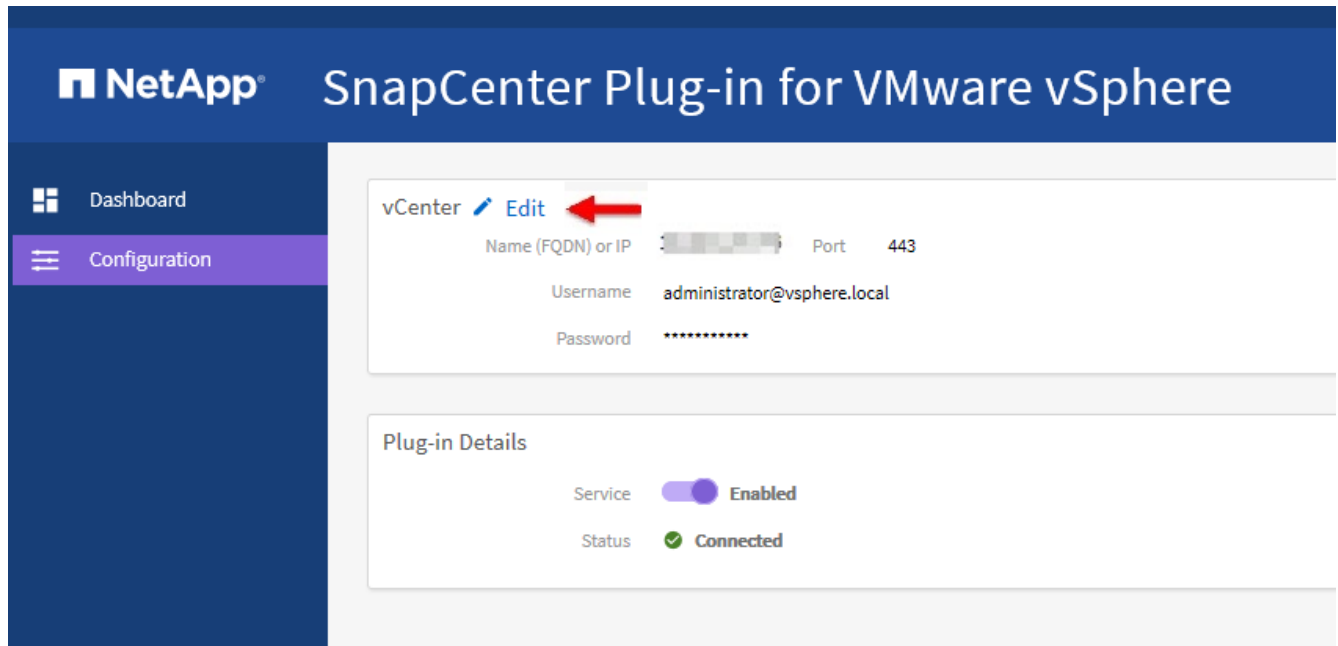 NetApp® SnapCenter Plug-in for VMware vSphere
Dashboard
Configuration
vCenter Edit
Name (FQDN) or IP Port 443
Username administrator@vsphere.local
Password ***********
Plug-in Details
Service Enabled
Status Connected